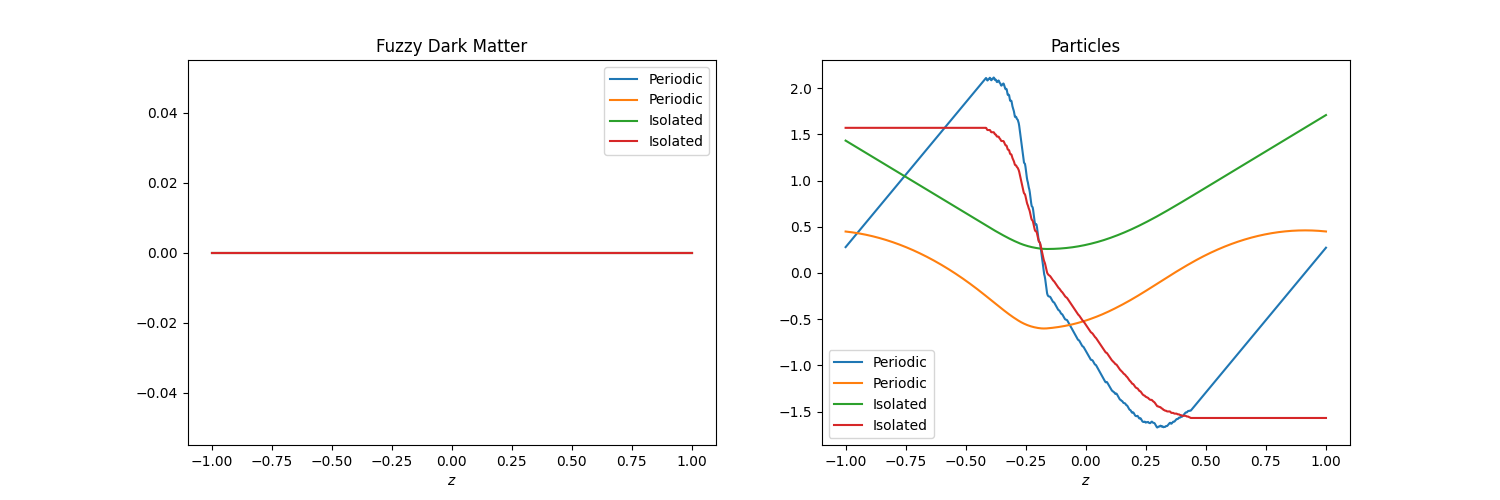 Fuzzy Dark Matter
0.04
0.02
0.00
−0.02
−0.04
−1.00 −0.75 −0.50 −0.25 0.00 0.25 0.50 0.75 1.00
z
Periodic
Periodic
Isolated
Isolated
Particles
2.0
1.5
1.0
0.5
0.0
−0.5
−1.0
−1.5
−1.00 −0.75 −0.50 −0.25 0.00 0.25 0.50 0.75 1.00
z
Periodic
Periodic
Isolated
Isolated